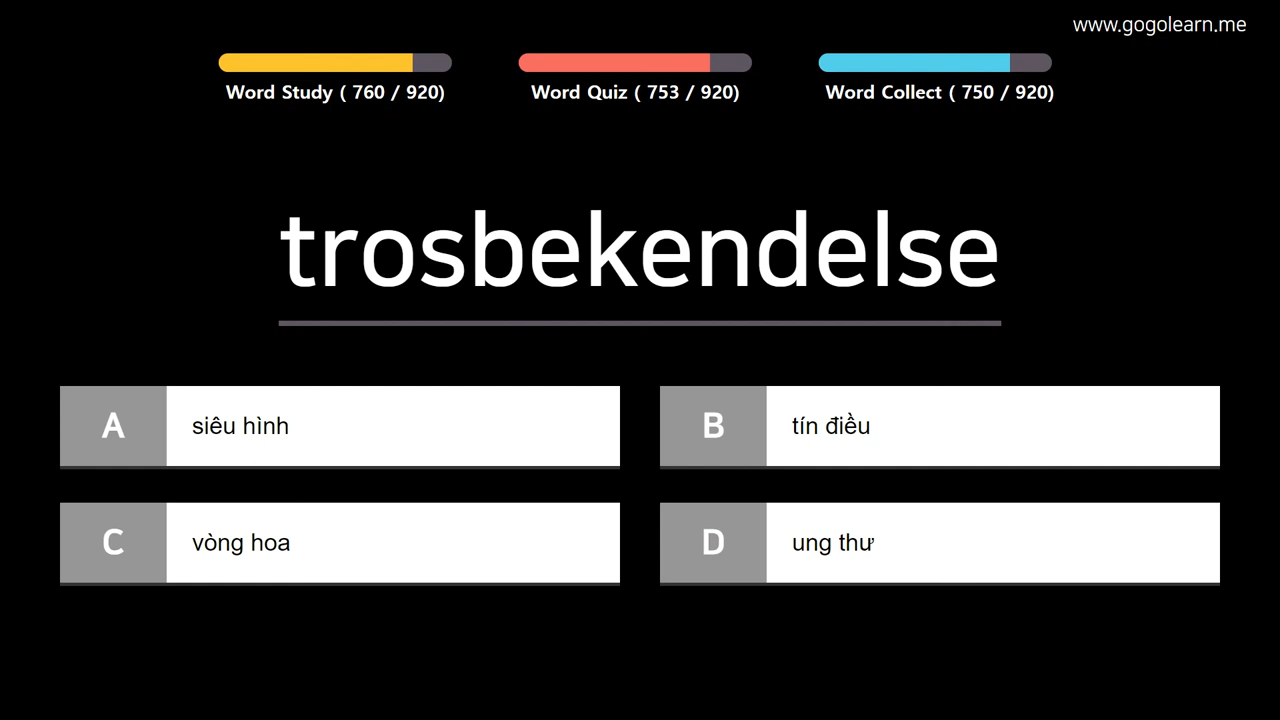 www.gogolearn.me
Word Study ( 760 / 920)
Word Quiz ( 753 / 920)
Word Collect ( 750 / 920)
trosbekendelse
A siêu hình
B tín điều
C vòng hoa
D ung thư